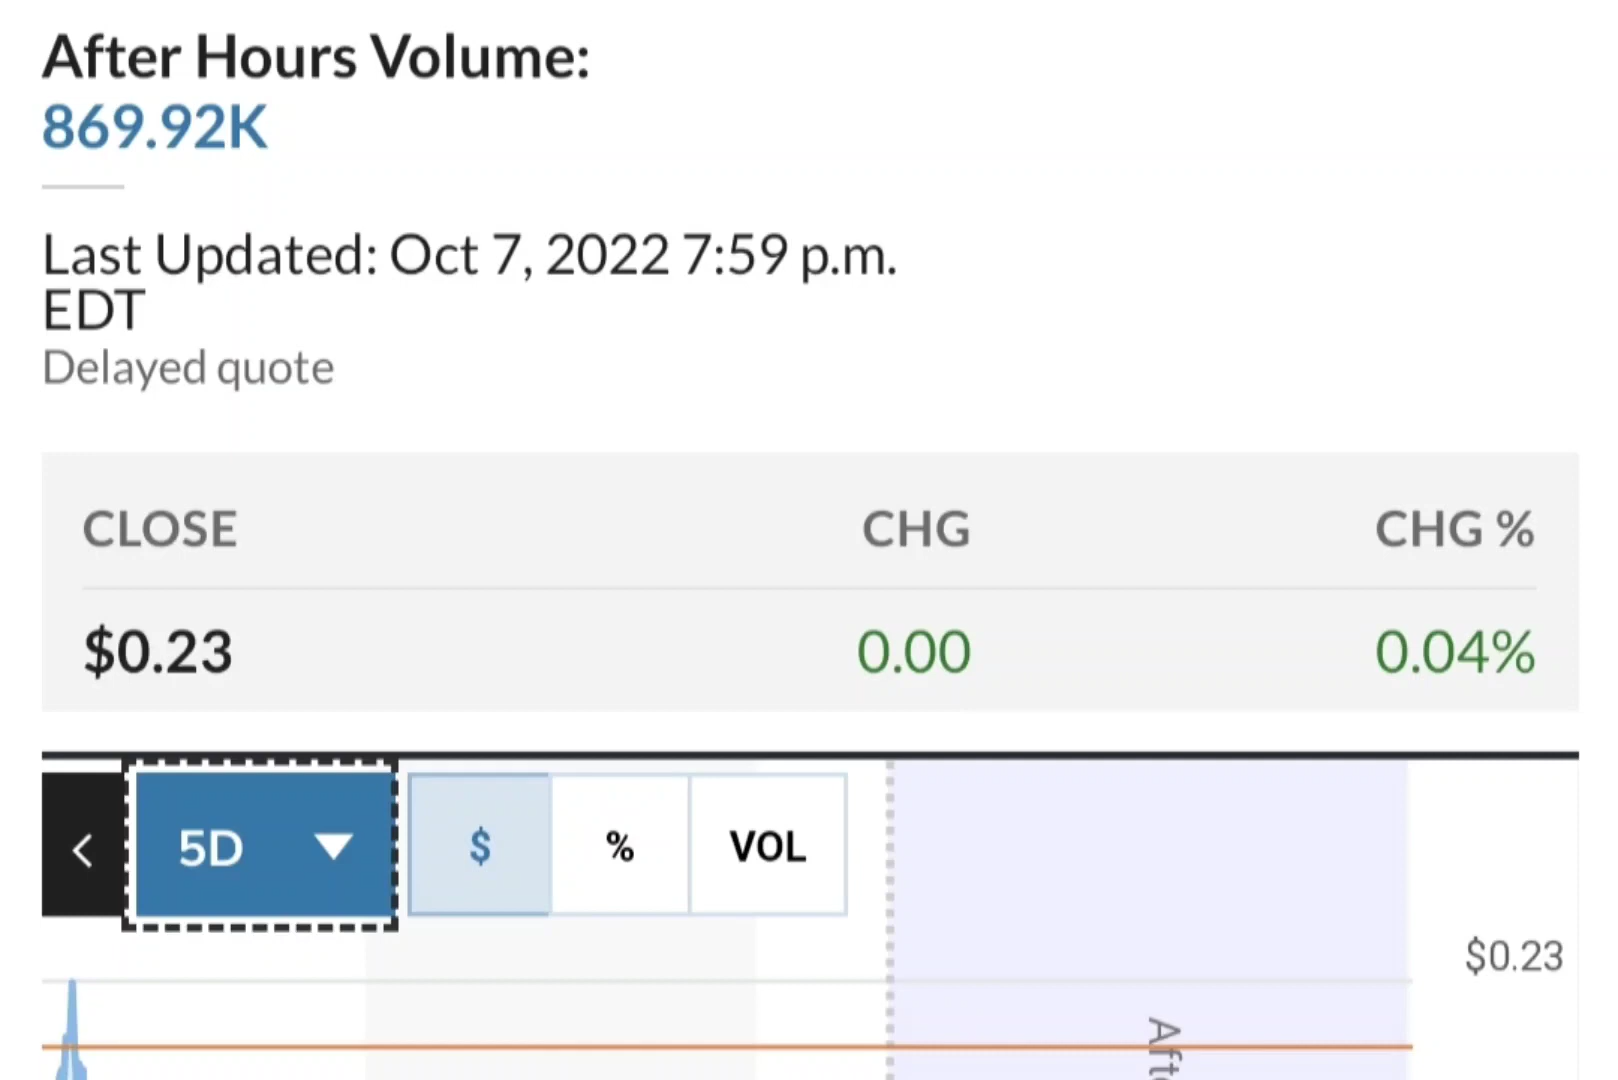 After Hours Volume:
869.92K
Last Updated: Oct 7, 2022 7:59 p.m.
EDT
Delayed quote
CLOSE CHG CHG %
$0.23 0.00 0.04%
5D $ % VOL
$0.23